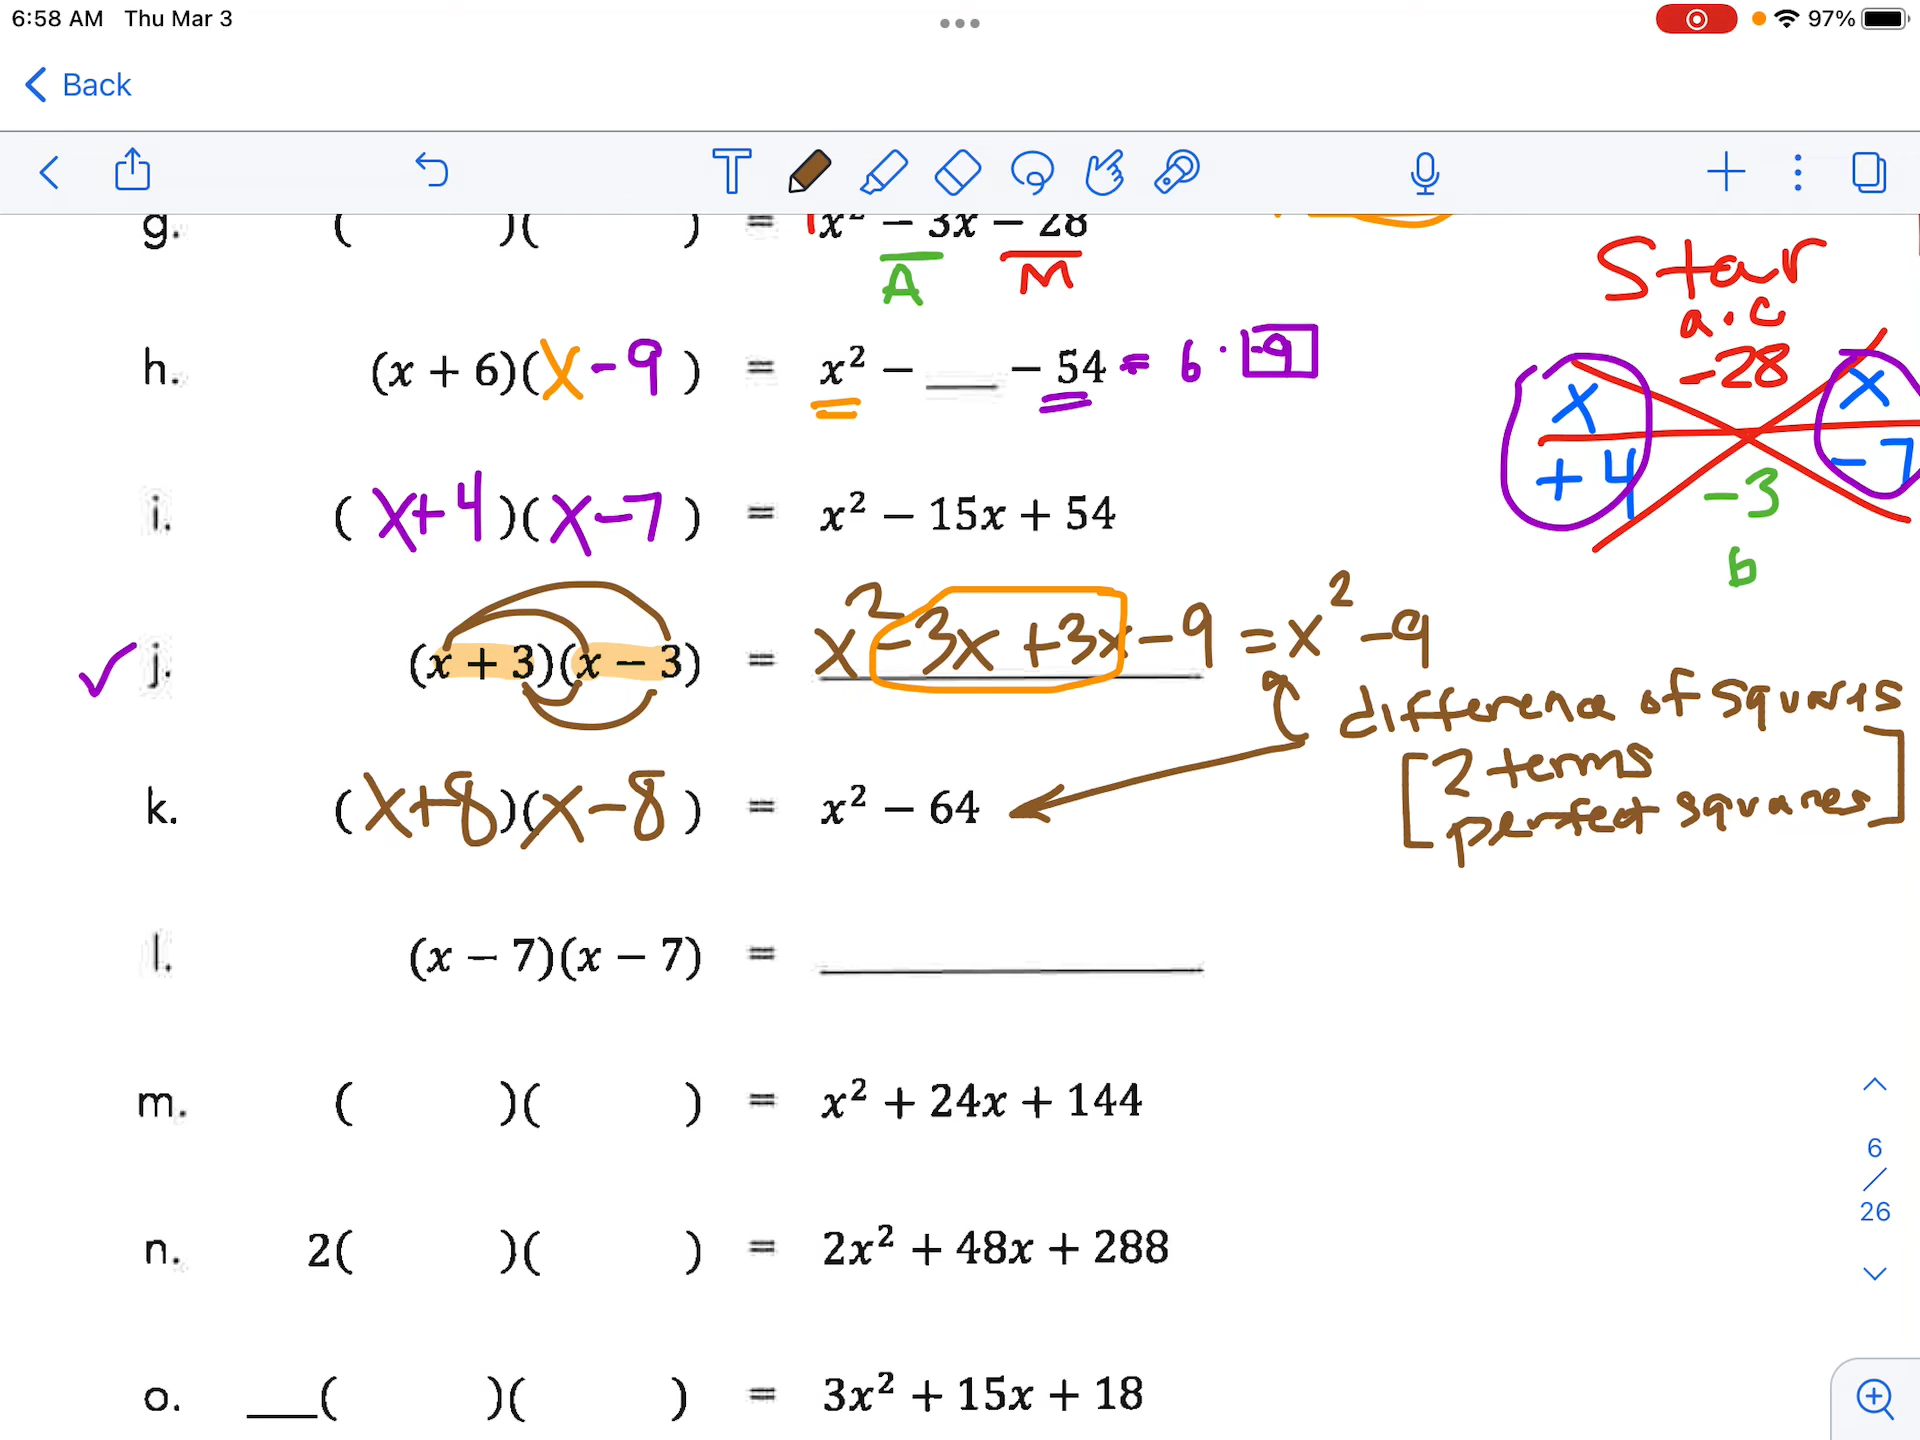 6:58 AM Thu Mar 3
97%
Back
g. ( )( ) = 1x² − 3x − 28
A M
Star
a · c
-28
x x
+4 -7
-3
b
h. (x + 6)(x - 9) = x² − ___ − 54 = 6 · -9
i. (x+4)(x-7) = x² − 15x + 54
j. (x + 3)(x − 3) = x² -3x +3x -9 = x² -9
difference of squares
[2 terms
perfect squares]
k. (x+8)(x-8) = x² − 64
l. (x − 7)(x − 7) = ___
m. ( )( ) = x² + 24x + 144
n. 2( )( ) = 2x² + 48x + 288
o. ___( )( ) = 3x² + 15x + 18
6
/
26